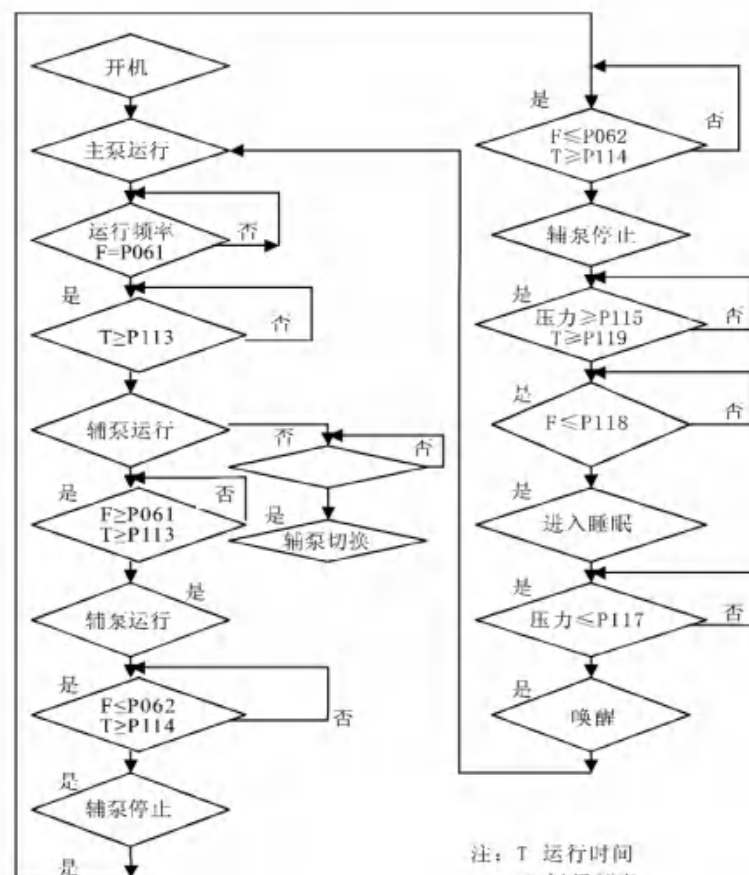 开机
主泵运行
运行频率
F=P061
否
是
T≥P113
否
辅泵运行
否
否
是
辅泵切换
是
否
F≥P061
T≥P113
是
辅泵运行
是
F≤P062
T≥P114
否
是
辅泵停止
是
是
F≤P062
T≥P114
否
辅泵停止
是
压力≥P115
T≥P119
否
是
F≤P118
否
是
进入睡眠
是
压力≤P117
否
是
唤醒
注：T 运行时间